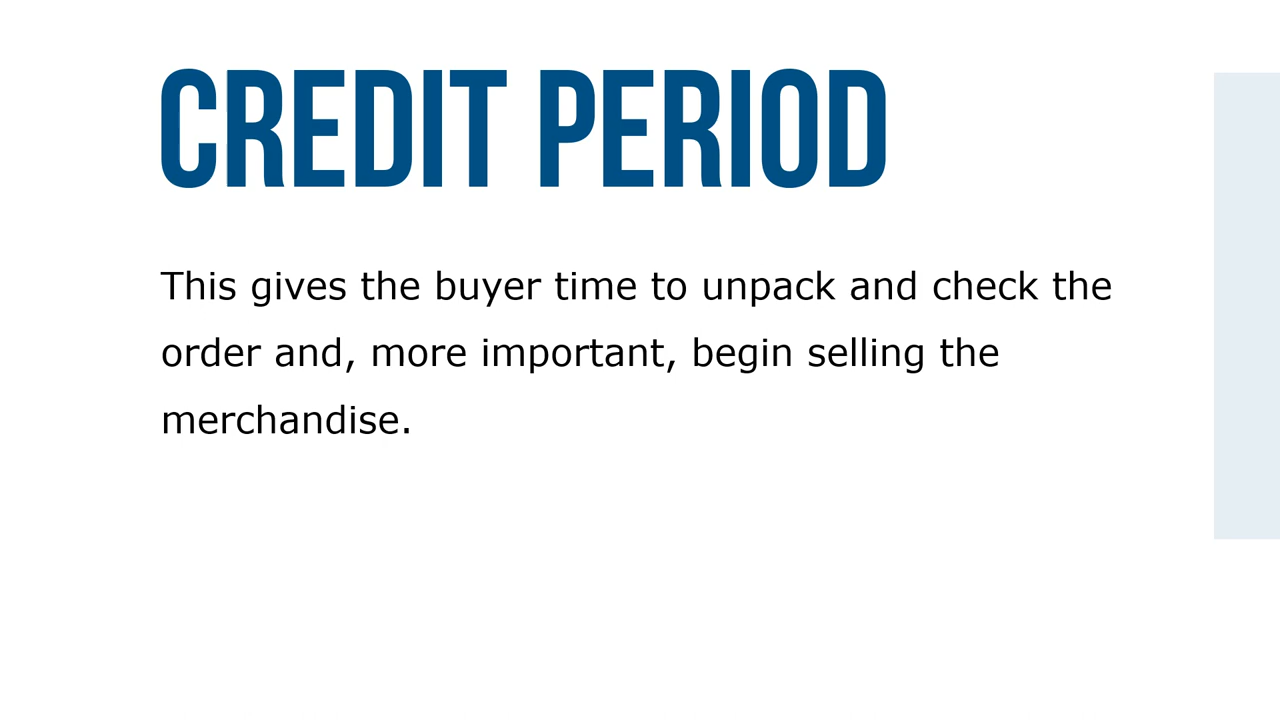 CREDIT PERIOD
This gives the buyer time to unpack and check the
order and, more important, begin selling the
merchandise.